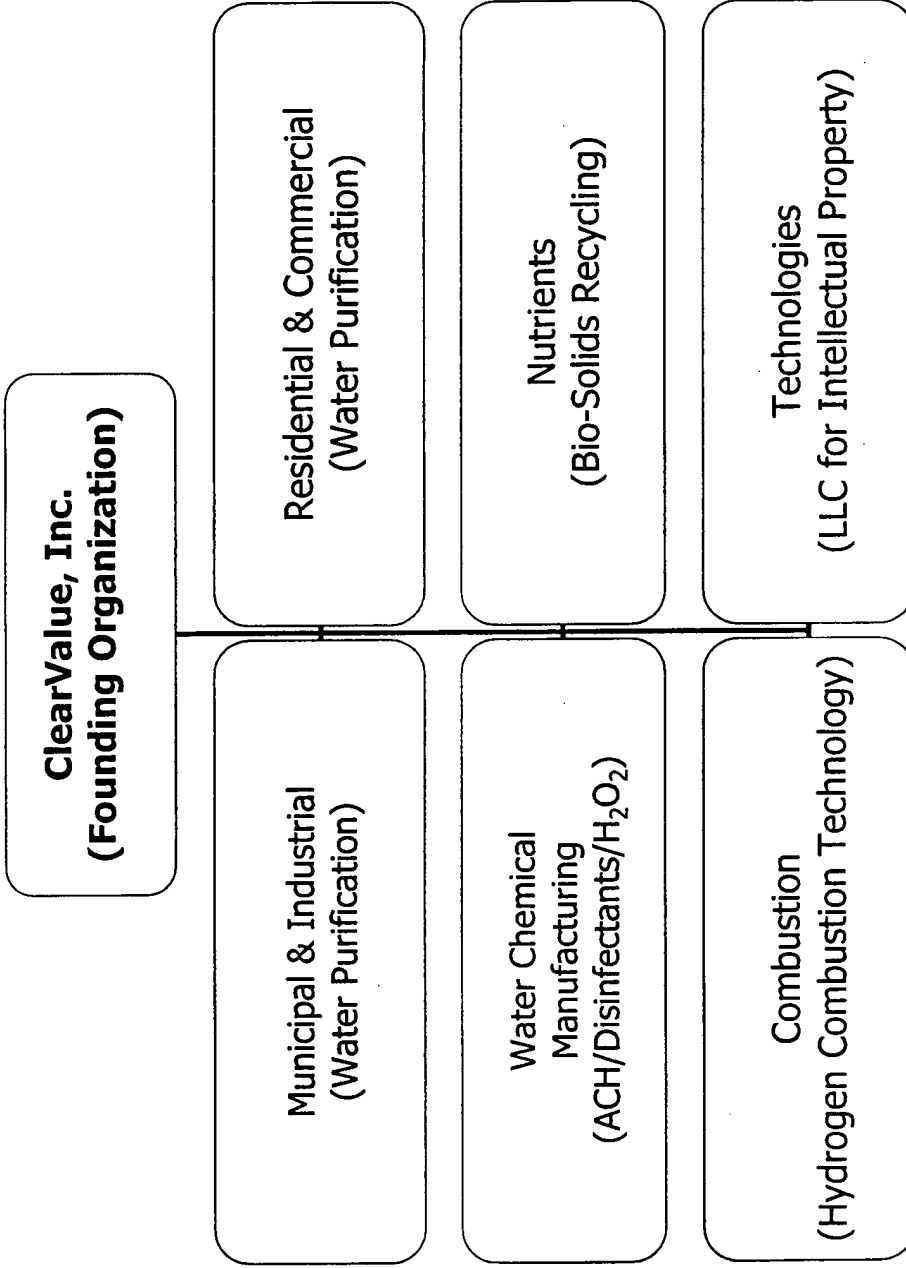 ClearValue, Inc.
(Founding Organization)
Municipal & Industrial
(Water Purification)
Residential & Commercial
(Water Purification)
Water Chemical
Manufacturing
(ACH/Disinfectants/H₂O₂)
Nutrients
(Bio-Solids Recycling)
Combustion
(Hydrogen Combustion Technology)
Technologies
(LLC for Intellectual Property)